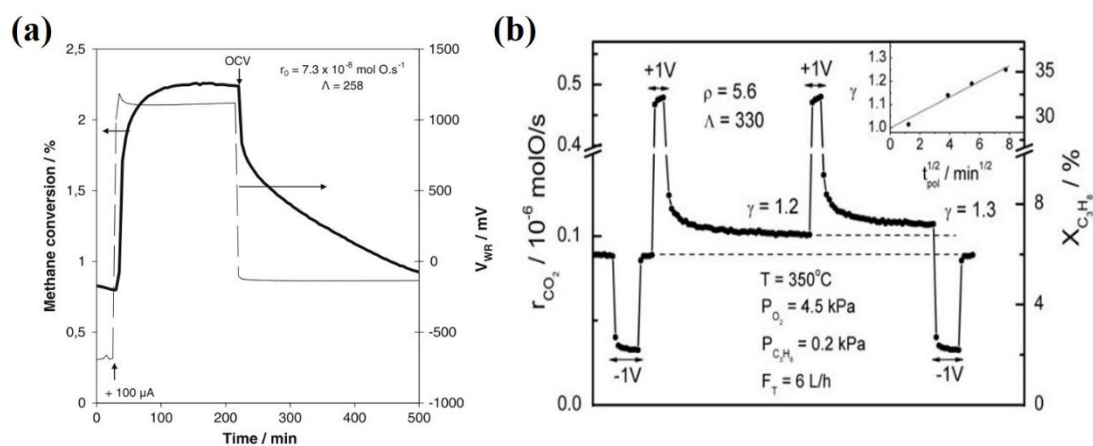 (a)
Methane conversion / %
2,5
2
1,5
1
0,5
0
OCV
r₀ = 7.3 x 10⁻⁸ mol O.s⁻¹
Λ = 258
+ 100 µA
1500
1000
500
0
-500
-1000
V_WR / mV
0 100 200 300 400 500
Time / min
(b)
r_CO₂ / 10⁻⁶ molO/s
0.5
0.4
0.1
0.0
+1V
+1V
ρ = 5.6
Λ = 330
γ
1.3
1.2
1.1
1.0
0 2 4 6 8
t_pol^1/2 / min^1/2
γ = 1.2
γ = 1.3
T = 350°C
P_O₂ = 4.5 kPa
P_C₃H₈ = 0.2 kPa
F_T = 6 L/h
-1V
-1V
35
30
8
6
4
2
0
X_C₃H₈ / %